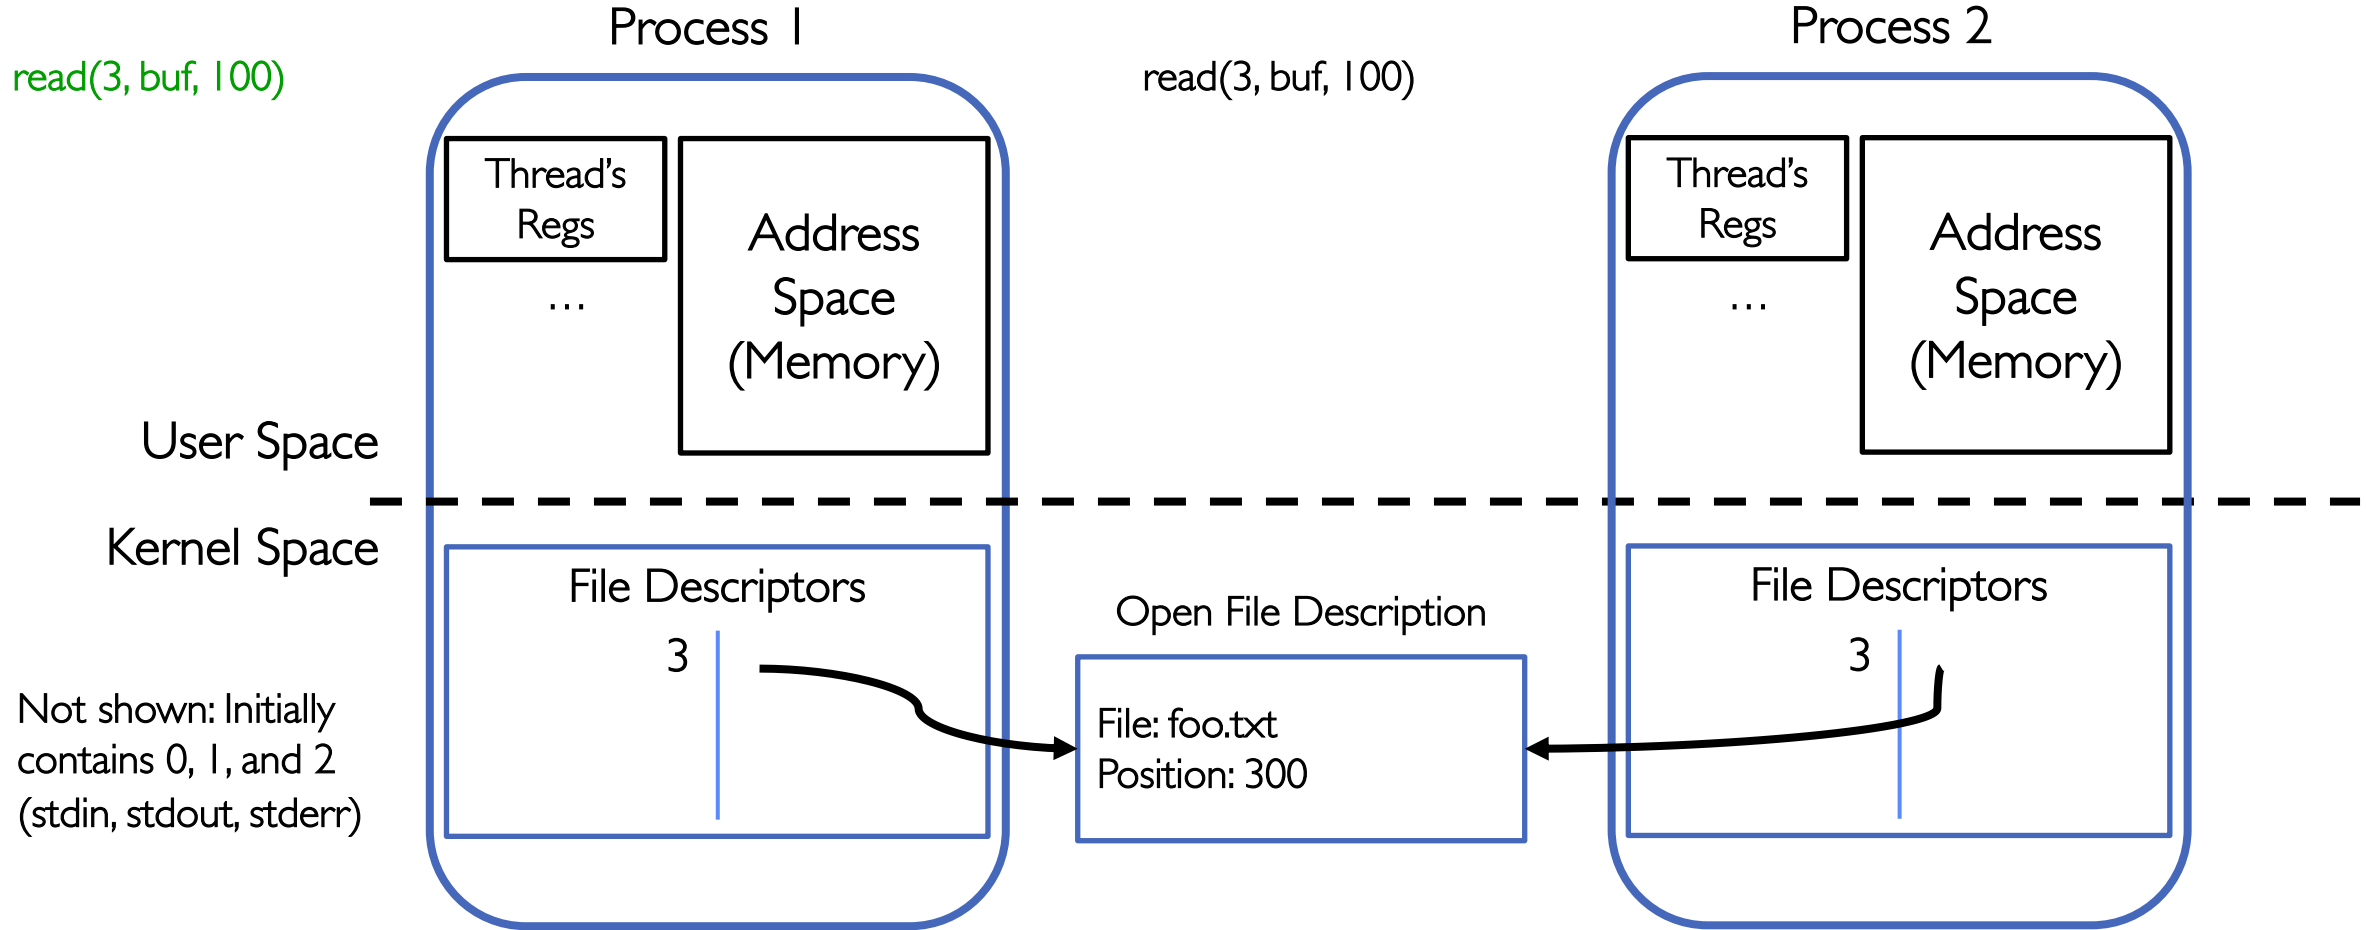 Process 1
Process 2
read(3, buf, 100)
read(3, buf, 100)
Thread's
Regs
…
Address
Space
(Memory)
Thread's
Regs
…
Address
Space
(Memory)
User Space
Kernel Space
File Descriptors
3
Open File Description
File: foo.txt
Position: 300
File Descriptors
3
Not shown: Initially
contains 0, 1, and 2
(stdin, stdout, stderr)